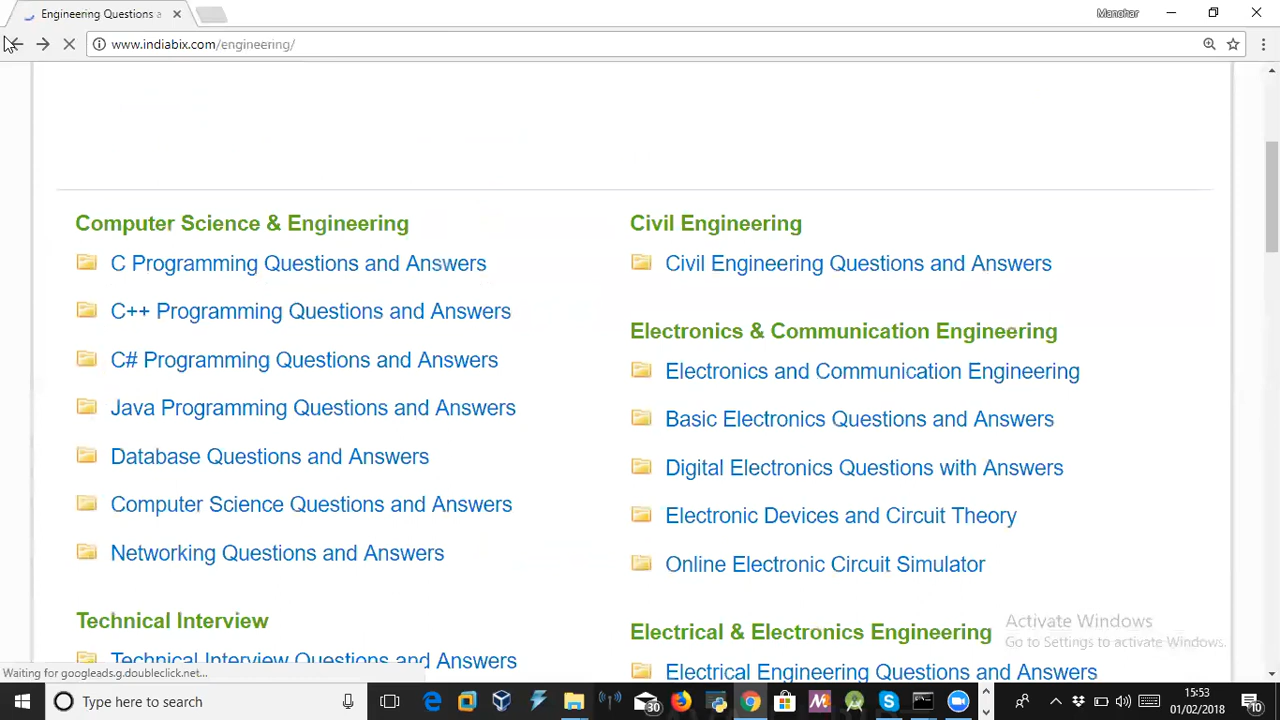 Engineering Questions a
Manohar
www.indiabix.com/engineering/
Computer Science & Engineering
C Programming Questions and Answers
C++ Programming Questions and Answers
C# Programming Questions and Answers
Java Programming Questions and Answers
Database Questions and Answers
Computer Science Questions and Answers
Networking Questions and Answers
Technical Interview
Technical Interview Questions and Answers
Civil Engineering
Civil Engineering Questions and Answers
Electronics & Communication Engineering
Electronics and Communication Engineering
Basic Electronics Questions and Answers
Digital Electronics Questions with Answers
Electronic Devices and Circuit Theory
Online Electronic Circuit Simulator
Electrical & Electronics Engineering
Electrical Engineering Questions and Answers
Activate Windows
Go to Settings to activate Windows.
Waiting for googleads.g.doubleclick.net...
Type here to search
30
15:53
01/02/2018
10